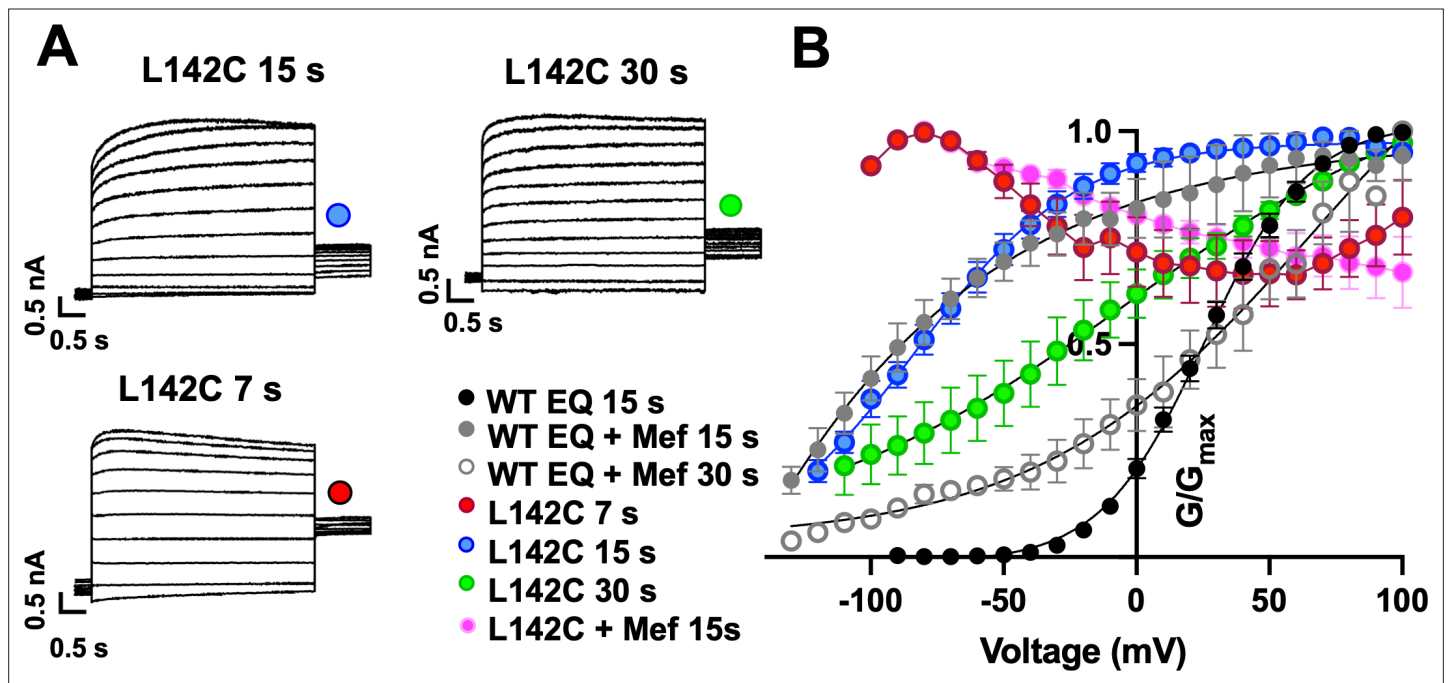 A
L142C 15 s
0.5 nA
0.5 s
L142C 30 s
0.5 nA
0.5 s
L142C 7 s
0.5 nA
0.5 s
WT EQ 15 s
WT EQ + Mef 15 s
WT EQ + Mef 30 s
L142C 7 s
L142C 15 s
L142C 30 s
L142C + Mef 15s
B
1.0
0.5
G/Gmax
-100 -50 0 50 100
Voltage (mV)